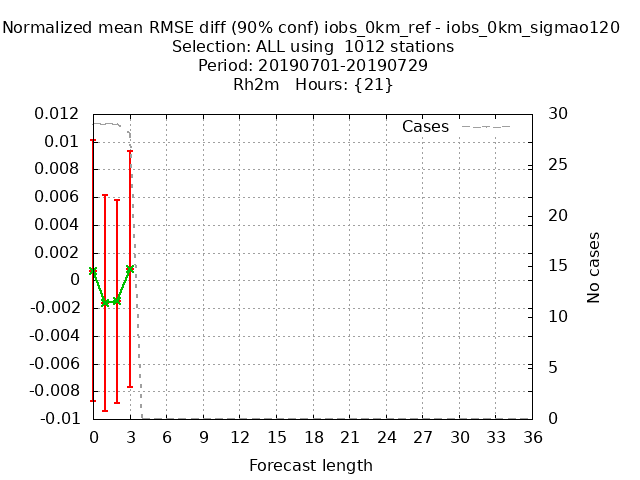 Normalized mean RMSE diff (90% conf) iobs_0km_ref - iobs_0km_sigmao120
Selection: ALL using  1012 stations
Period: 20190701-20190729
Rh2m   Hours: {21}
0.012
0.01
0.008
0.006
0.004
0.002
0
-0.002
-0.004
-0.006
-0.008
-0.01
Cases
30
25
20
15
10
5
0
No cases
0 3 6 9 12 15 18 21 24 27 30 33 36
Forecast length